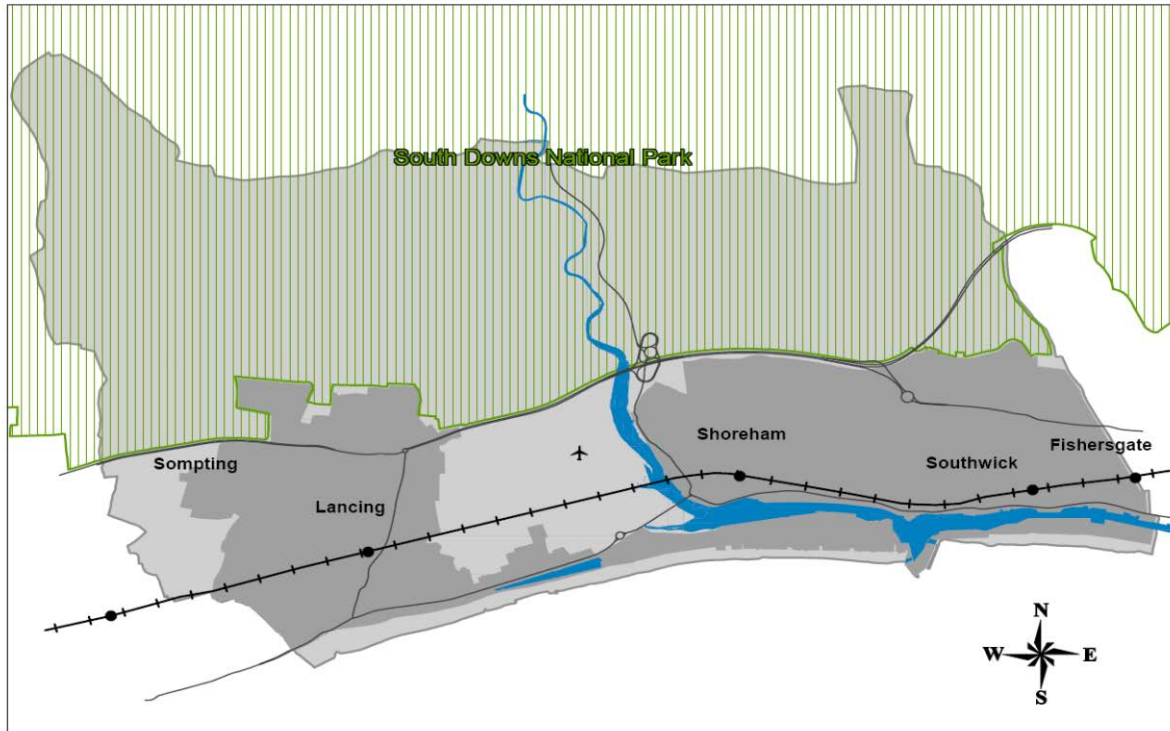 South Downs National Park
Shoreham
Fishersgate
Southwick
Sompting
Lancing
N
W E
S